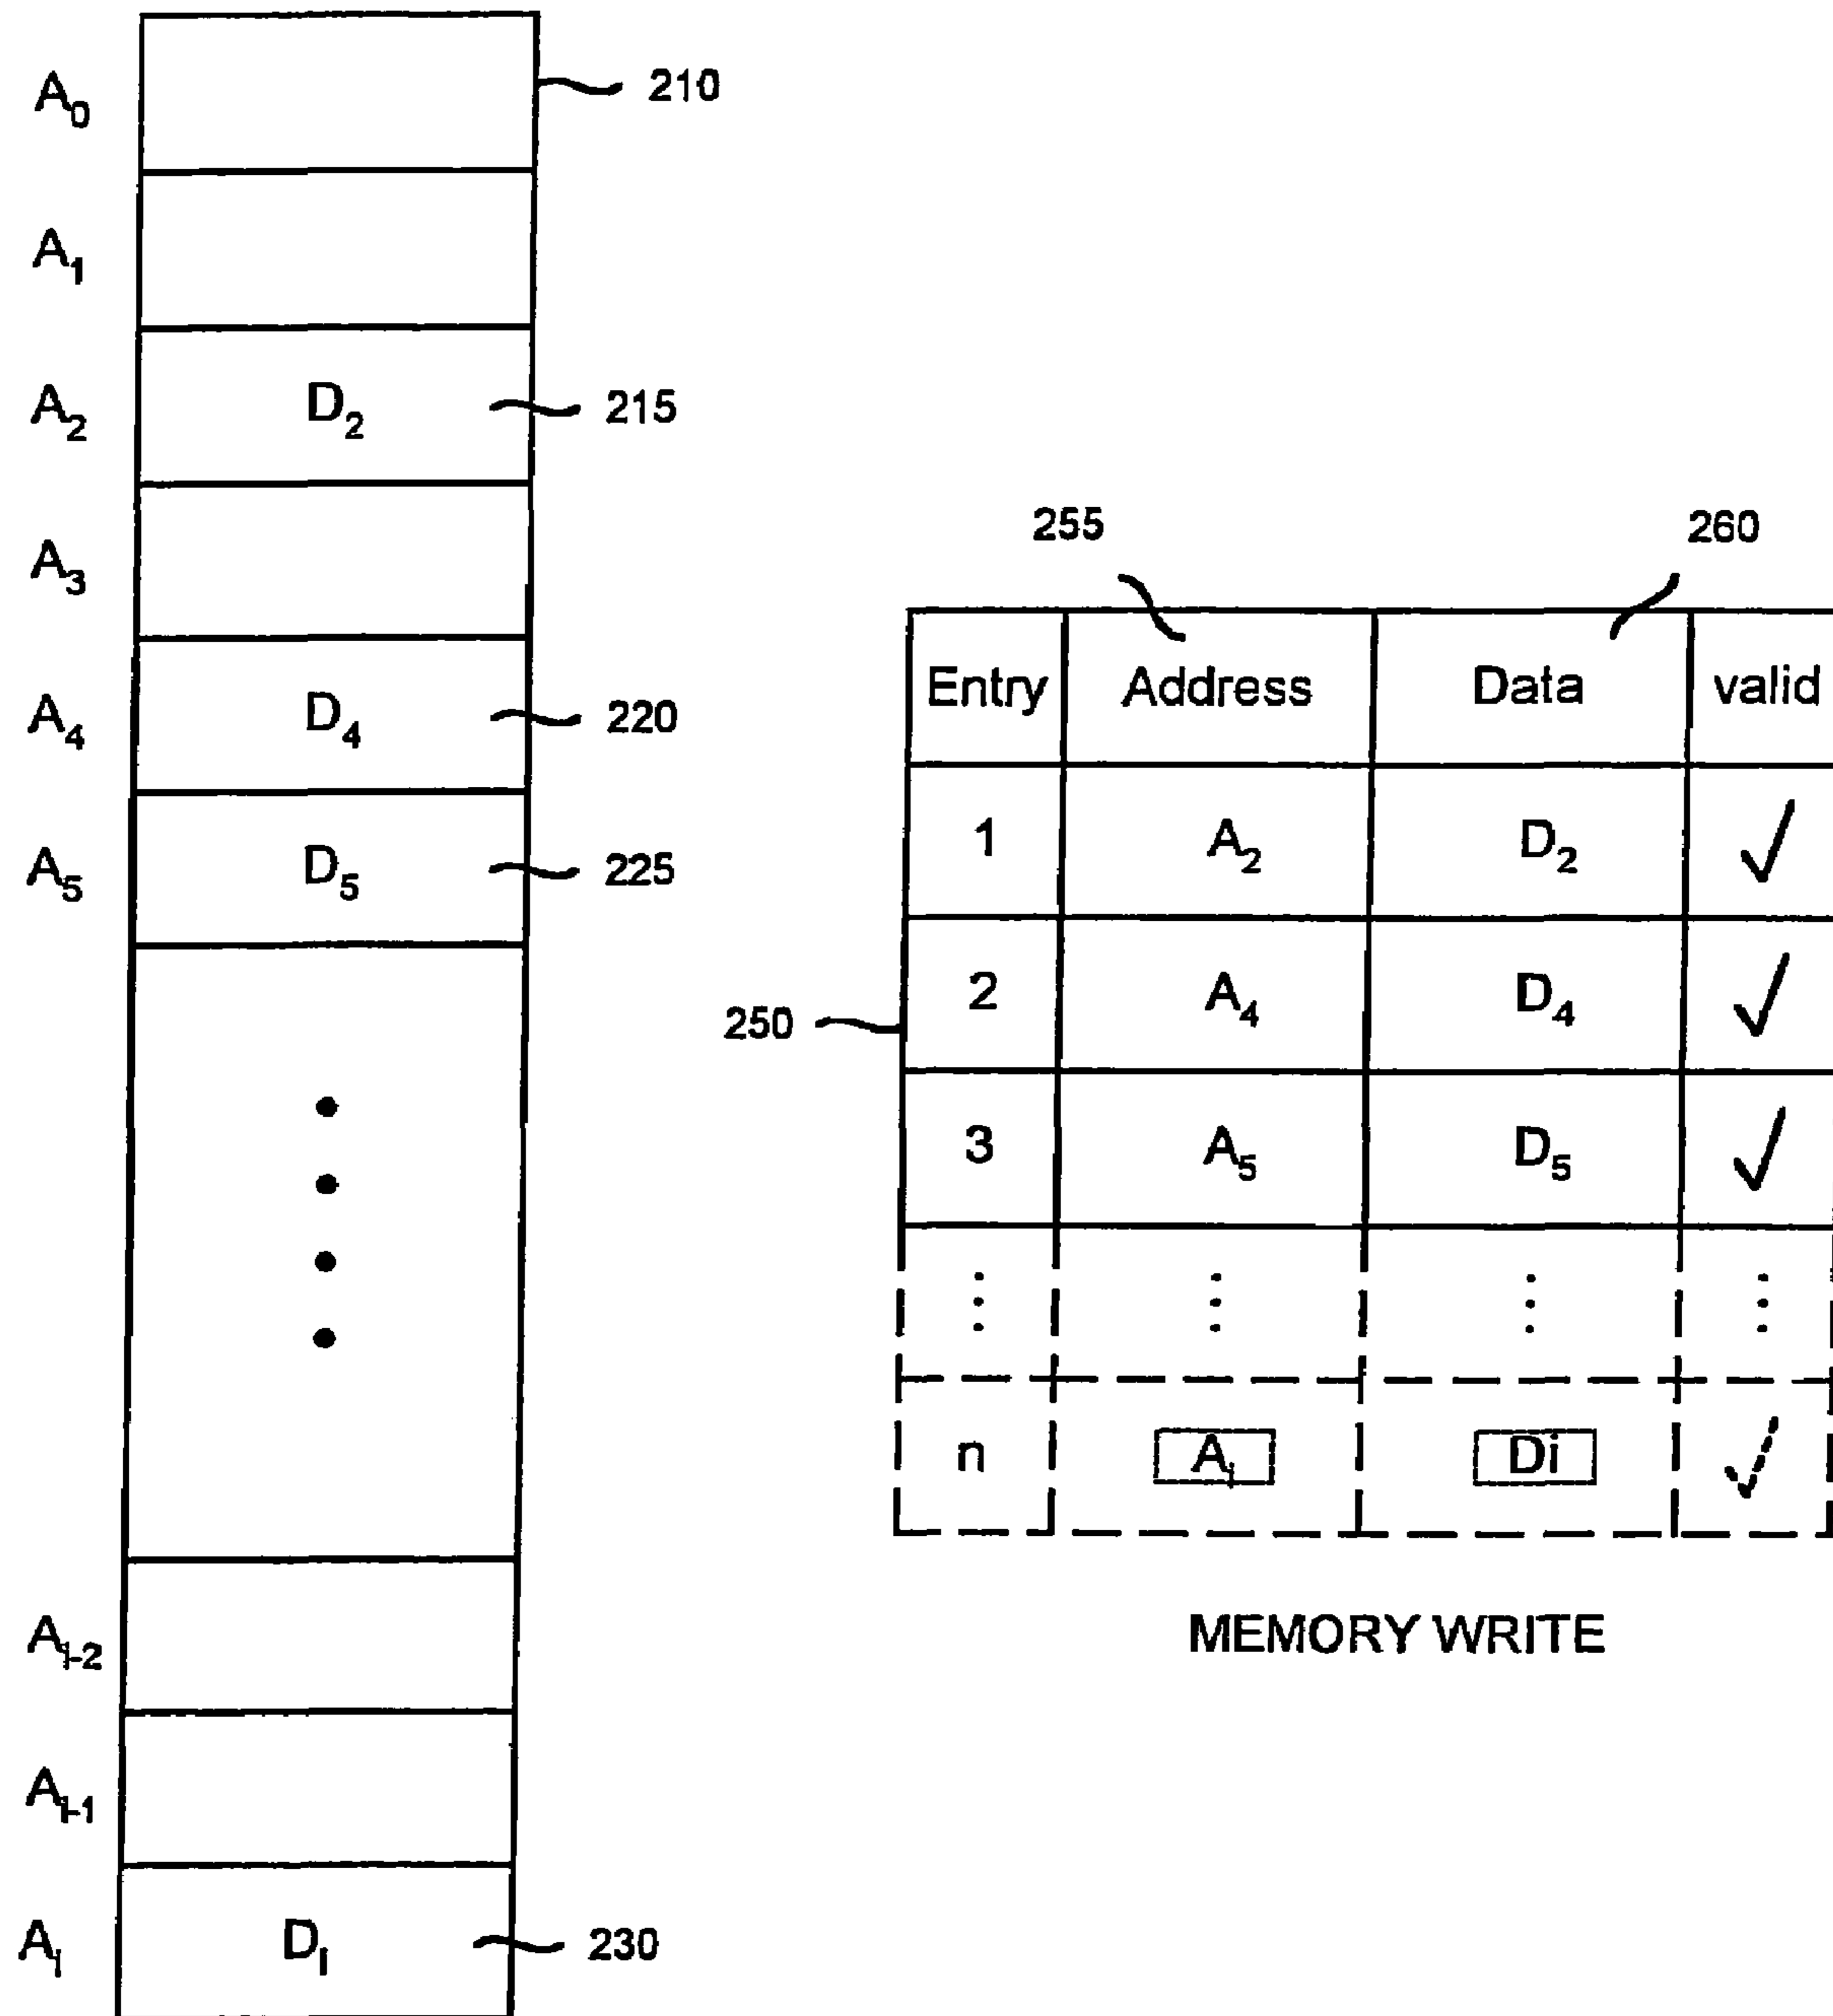 A₀ 210
A₁
A₂ D₂ 215
A₃
A₄ D₄ 220
A₅ D₅ 225
Aᵢ₋₂
Aᵢ₋₁
Aᵢ Dᵢ 230
255 260
Entry Address Data valid
1 A₂ D₂ ✓
2 A₄ D₄ ✓
250
3 A₅ D₅ ✓
⋮ ⋮ ⋮ ⋮
n Aᵢ Di ✓
MEMORY WRITE